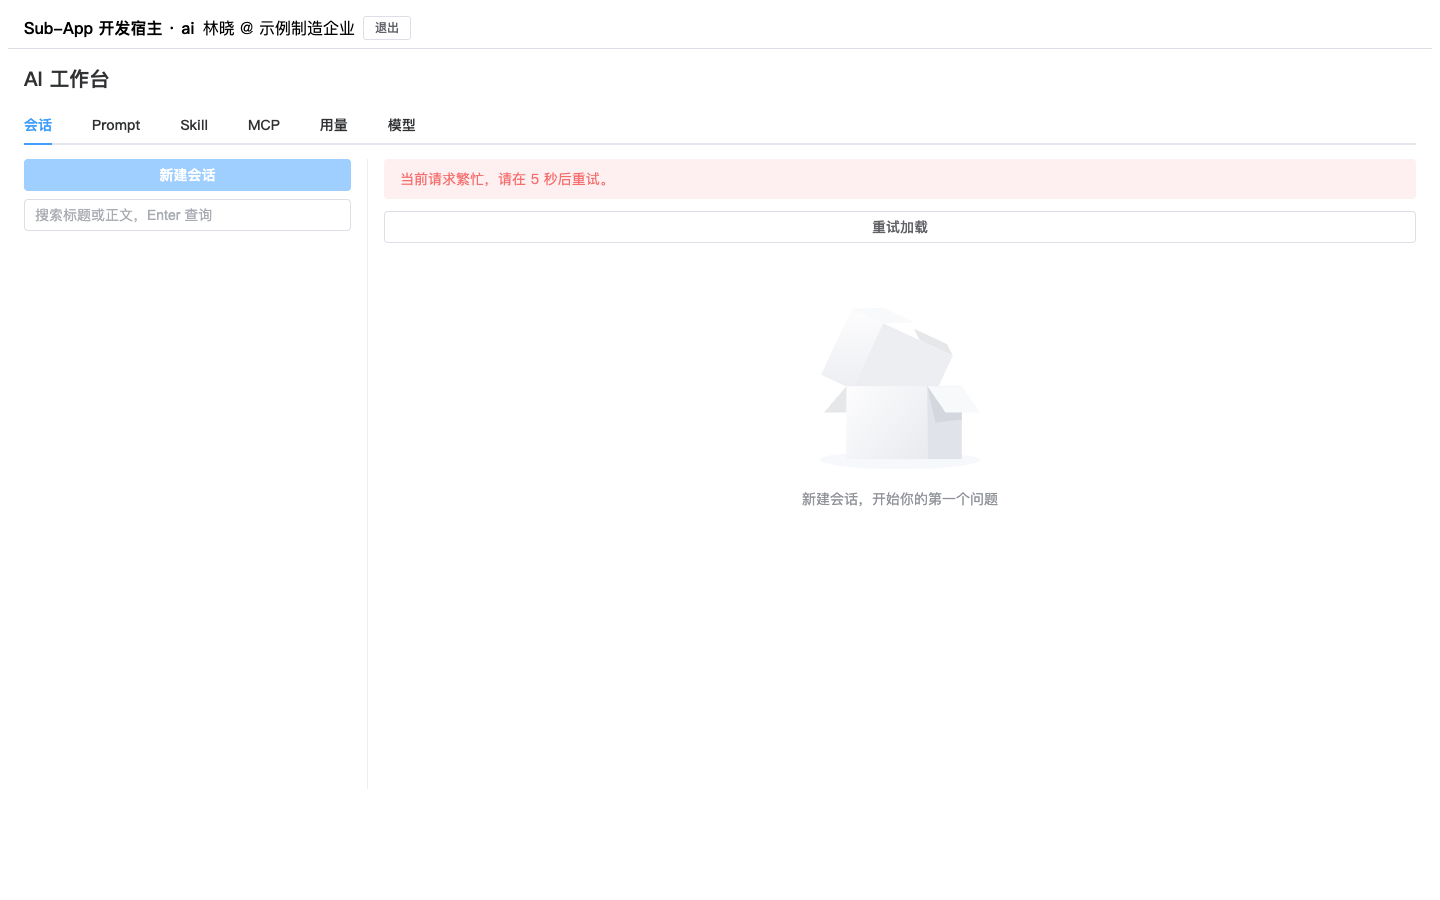 Sub-App 开发宿主 · ai 林晓 @ 示例制造企业 退出
AI 工作台
会话 Prompt Skill MCP 用量 模型
新建会话
搜索标题或正文，Enter 查询
当前请求繁忙，请在 5 秒后重试。
重试加载
新建会话，开始你的第一个问题